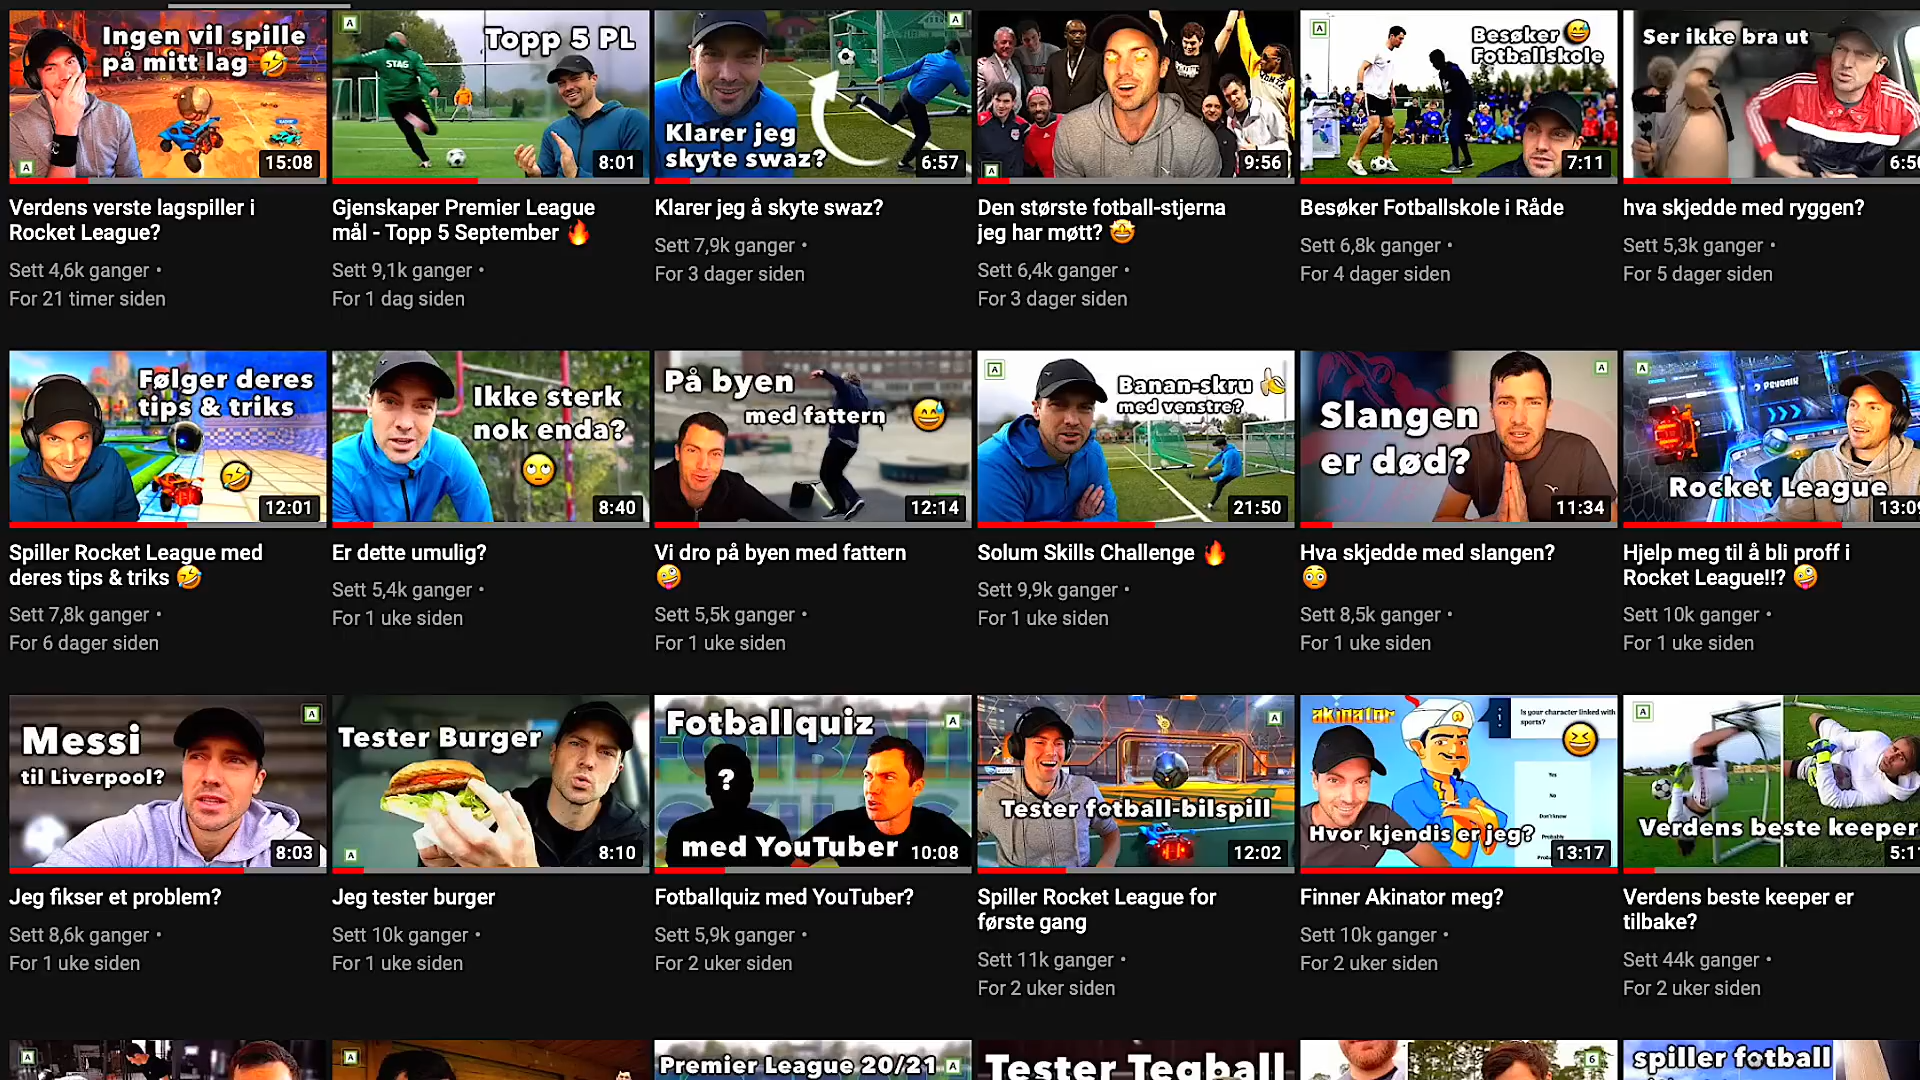 Ingen vil spille
på mitt lag
A
15:08
A
Topp 5 PL
STAG
8:01
A
Klarer jeg
skyte swaz?
6:57
A
9:56
A
Besøker
Fotballskole
7:11
Ser ikke bra ut
Verdens verste lagspiller i
Rocket League?
Sett 4,6k ganger •
For 21 timer siden
Gjenskaper Premier League
mål - Topp 5 September 🔥
Sett 9,1k ganger •
For 1 dag siden
Klarer jeg å skyte swaz?
Sett 7,9k ganger •
For 3 dager siden
Den største fotball-stjerna
jeg har møtt? 🤩
Sett 6,4k ganger •
For 3 dager siden
Besøker Fotballskole i Råde
Sett 6,8k ganger •
For 4 dager siden
hva skjedde med ryggen?
Sett 5,3k ganger •
For 5 dager siden
Følger deres
tips & triks
12:01
Ikke sterk
nok enda?
8:40
På byen
med fattern
12:14
A
Banan-skru
med venstre?
21:50
A
Slangen
er død?
11:34
A
Rocket League
Spiller Rocket League med
deres tips & triks 🤣
Sett 7,8k ganger •
For 6 dager siden
Er dette umulig?
Sett 5,4k ganger •
For 1 uke siden
Vi dro på byen med fattern
🤪
Sett 5,5k ganger •
For 1 uke siden
Solum Skills Challenge 🔥
Sett 9,9k ganger •
For 1 uke siden
Hva skjedde med slangen?
😳
Sett 8,5k ganger •
For 1 uke siden
Hjelp meg til å bli proff i
Rocket League!!? 🤪
Sett 10k ganger •
For 1 uke siden
A
Messi
til Liverpool?
8:03
Tester Burger
A
8:10
Fotballquiz
A
?
med YouTuber
10:08
A
Tester fotball-bilspill
12:02
akinator
Is your character linked with
sports?
Yes
No
Don't know
Probably
Hvor kjendis er jeg?
13:17
A
Verdens beste keeper
Jeg fikser et problem?
Sett 8,6k ganger •
For 1 uke siden
Jeg tester burger
Sett 10k ganger •
For 1 uke siden
Fotballquiz med YouTuber?
Sett 5,9k ganger •
For 2 uker siden
Spiller Rocket League for
første gang
Sett 11k ganger •
For 2 uker siden
Finner Akinator meg?
Sett 10k ganger •
For 2 uker siden
Verdens beste keeper er
tilbake?
Sett 44k ganger •
For 2 uker siden
A
A
Premier League 20/21
A
Tester Teqball
6
spiller fotball